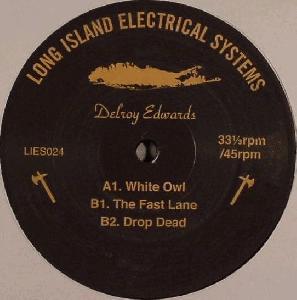 LONG ISLAND ELECTRICAL SYSTEMS
Delroy Edwards
LIES024
33⅓rpm
/45rpm
A1. White Owl
B1. The Fast Lane
B2. Drop Dead